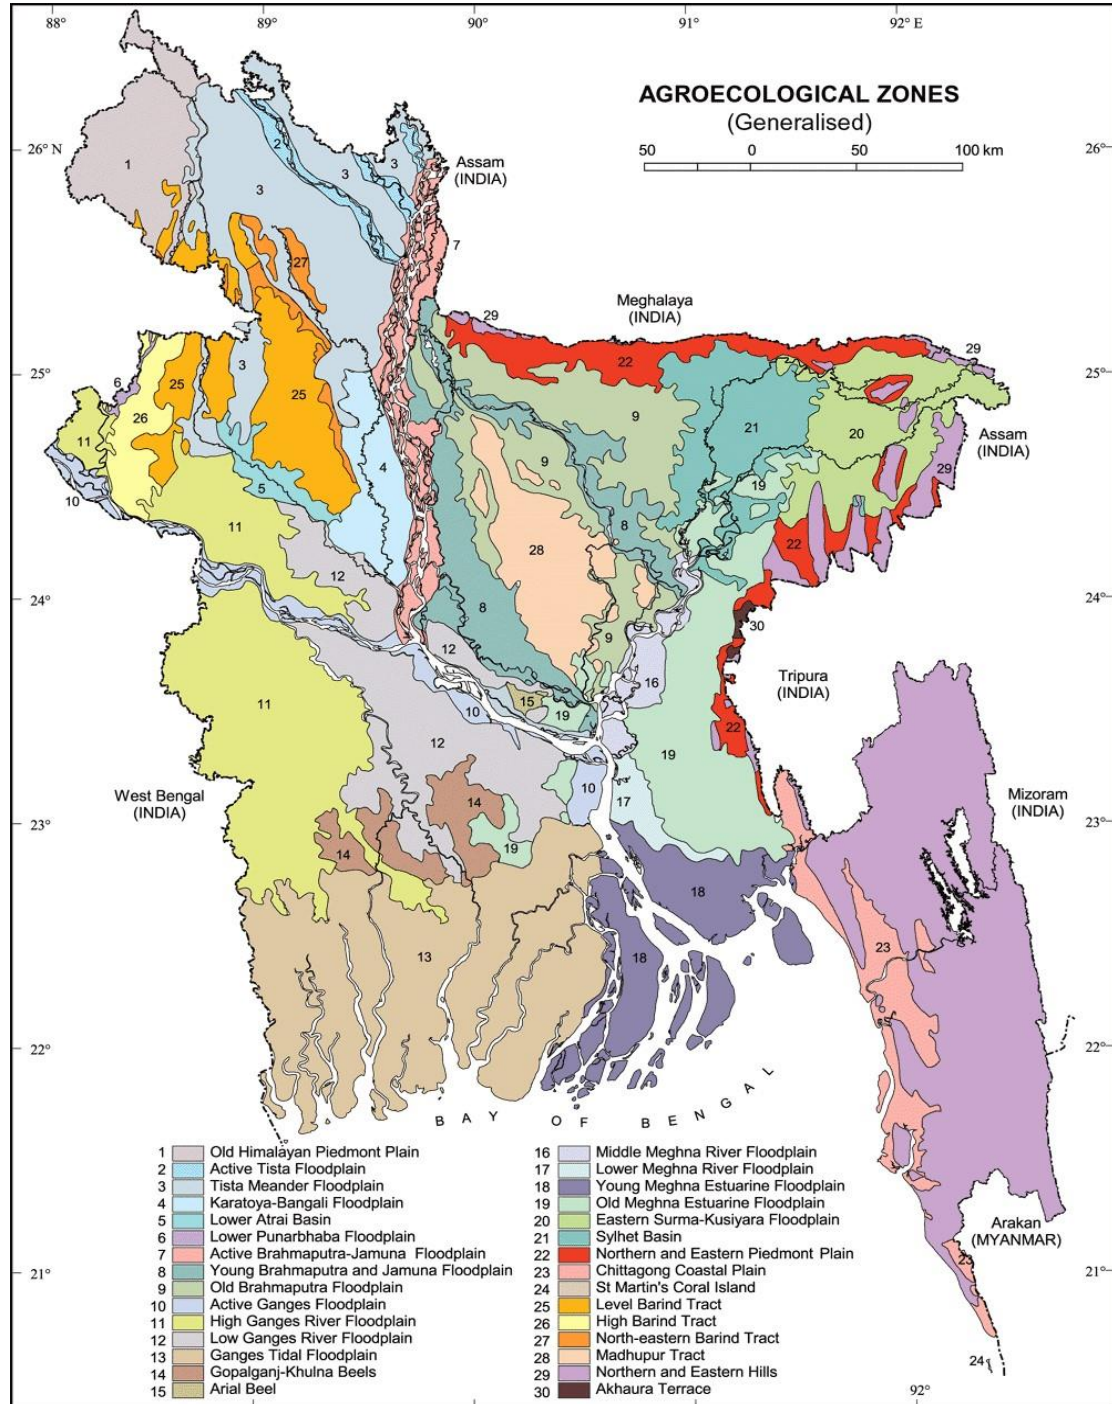 88°
89°
90°
91°
92° E
AGROECOLOGICAL ZONES
(Generalised)
50 0 50 100 km
26° N
26°
Assam
(INDIA)
1
2
3
3
3
7
27
Meghalaya
(INDIA)
29
22
29
25°
25°
6
25
3
25
26
11
4
9
21
20
Assam
(INDIA)
29
10
5
9
19
11
8
28
22
12
24°
24°
8
30
9
12
16
Tripura
(INDIA)
11
15
19
10
22
12
19
10
17
West Bengal
(INDIA)
14
Mizoram
(INDIA)
23°
23°
14
19
18
13
18
23
22°
22°
BAY OF BENGAL
1 Old Himalayan Piedmont Plain
2 Active Tista Floodplain
3 Tista Meander Floodplain
4 Karatoya-Bangali Floodplain
5 Lower Atrai Basin
6 Lower Punarbhaba Floodplain
7 Active Brahmaputra-Jamuna Floodplain
8 Young Brahmaputra and Jamuna Floodplain
9 Old Brahmaputra Floodplain
10 Active Ganges Floodplain
11 High Ganges River Floodplain
12 Low Ganges River Floodplain
13 Ganges Tidal Floodplain
14 Gopalganj-Khulna Beels
15 Arial Beel
16 Middle Meghna River Floodplain
17 Lower Meghna River Floodplain
18 Young Meghna Estuarine Floodplain
19 Old Meghna Estuarine Floodplain
20 Eastern Surma-Kusiyara Floodplain
21 Sylhet Basin
22 Northern and Eastern Piedmont Plain
23 Chittagong Coastal Plain
24 St Martin's Coral Island
25 Level Barind Tract
26 High Barind Tract
27 North-eastern Barind Tract
28 Madhupur Tract
29 Northern and Eastern Hills
30 Akhaura Terrace
Arakan
(MYANMAR)
21°
21°
23
24
92°